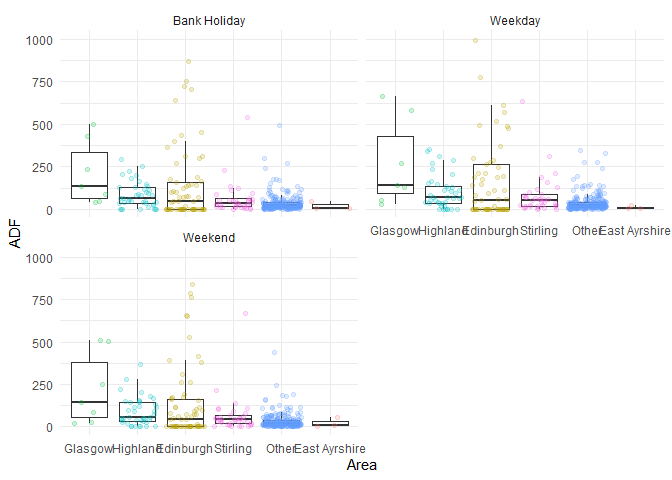 Bank Holiday
Weekday
1000
750
500
250
0
Glasgow Highland Edinburgh Stirling Other East Ayrshire
Weekend
ADF
1000
750
500
250
0
Glasgow Highland Edinburgh Stirling Other East Ayrshire
Area